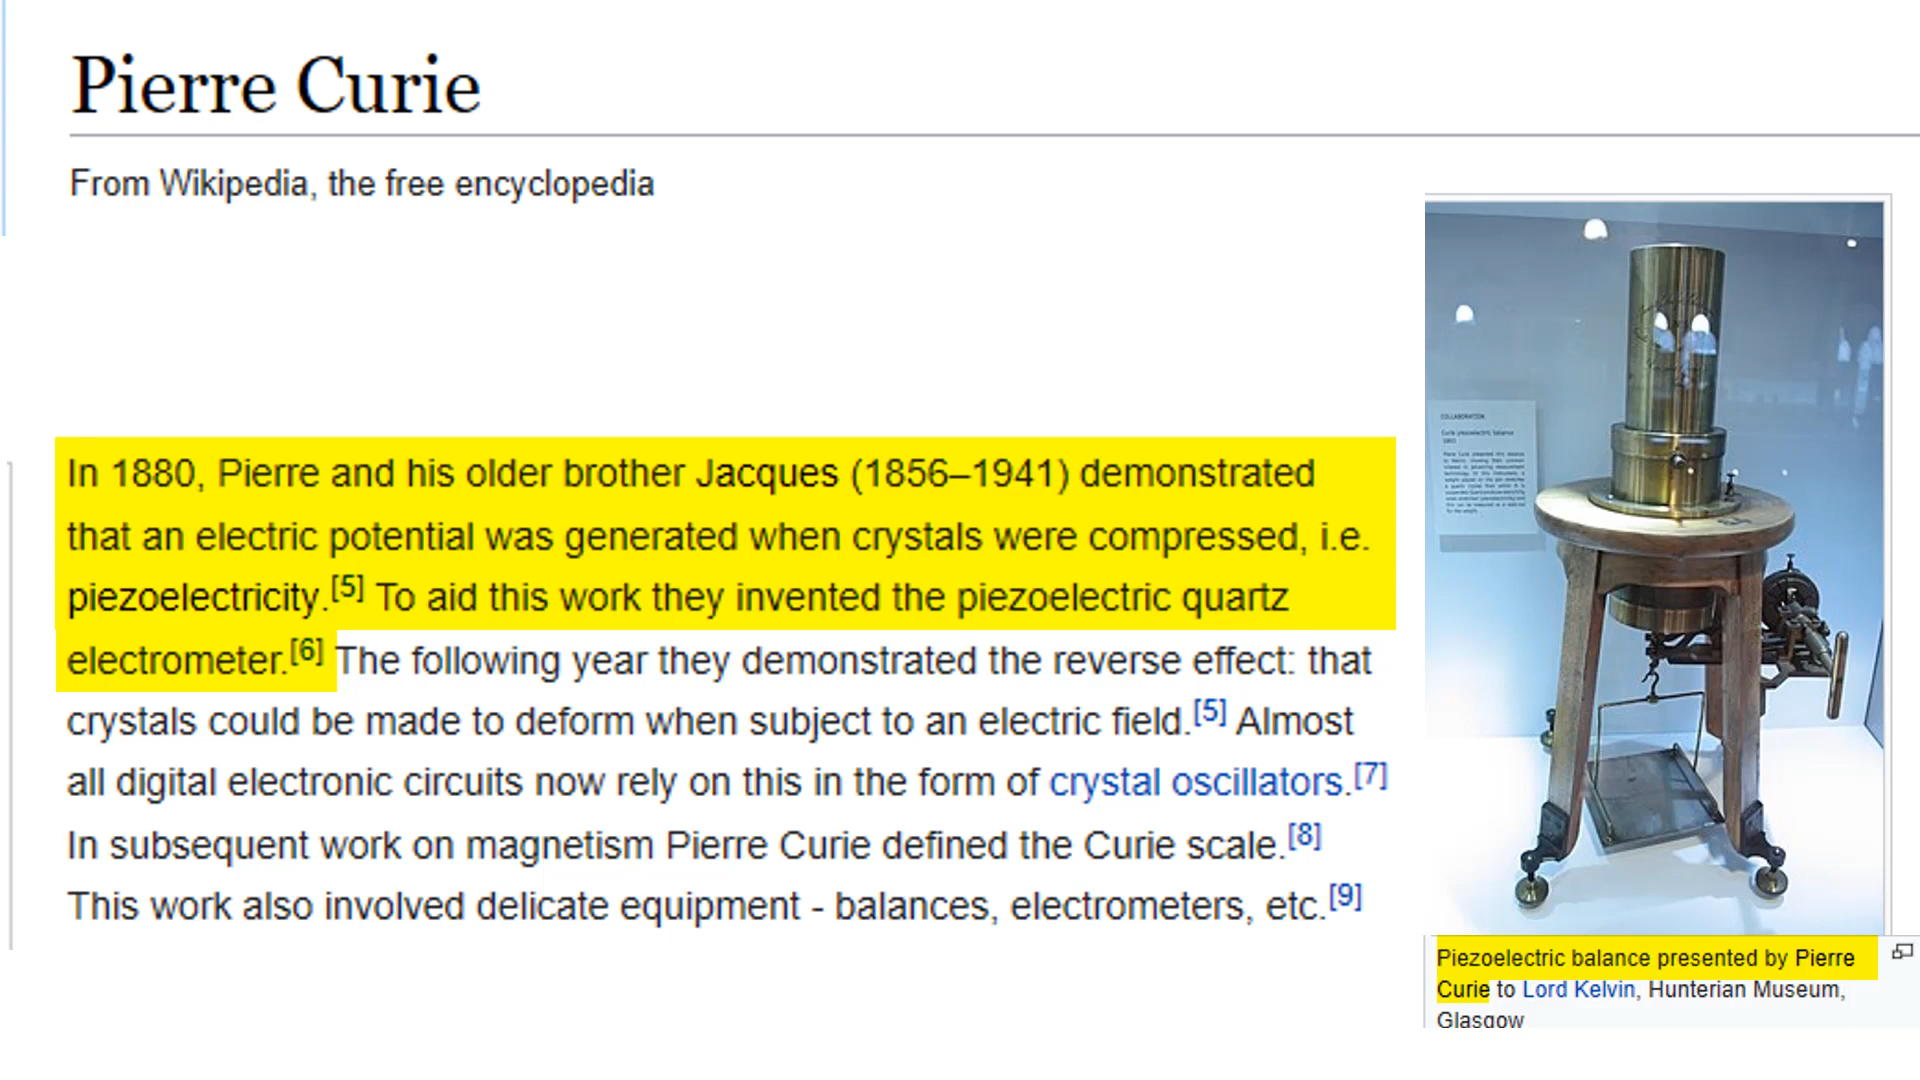 Pierre Curie
From Wikipedia, the free encyclopedia
In 1880, Pierre and his older brother Jacques (1856–1941) demonstrated
that an electric potential was generated when crystals were compressed, i.e.
piezoelectricity.[5] To aid this work they invented the piezoelectric quartz
electrometer.[6] The following year they demonstrated the reverse effect: that
crystals could be made to deform when subject to an electric field.[5] Almost
all digital electronic circuits now rely on this in the form of crystal oscillators.[7]
In subsequent work on magnetism Pierre Curie defined the Curie scale.[8]
This work also involved delicate equipment - balances, electrometers, etc.[9]
COLLABORATION
Curie piezoelectric balance
Piezoelectric balance presented by Pierre
Curie to Lord Kelvin, Hunterian Museum,
Glasgow